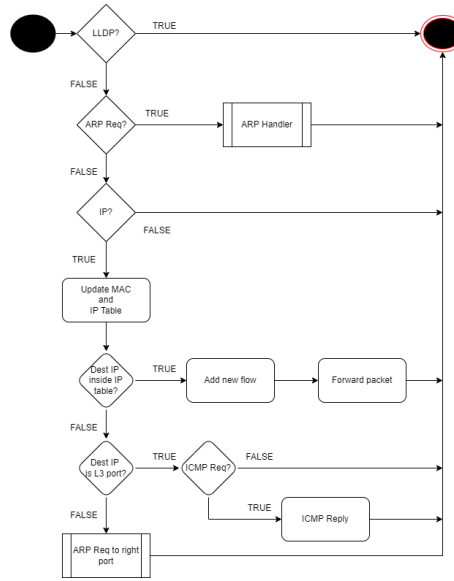 LLDP?
TRUE
FALSE
ARP Req?
TRUE
ARP Handler
FALSE
IP?
FALSE
TRUE
Update MAC
and
IP Table
Dest IP
inside IP
table?
TRUE
Add new flow
Forward packet
FALSE
Dest IP
is L3 port?
TRUE
ICMP Req?
FALSE
TRUE
ICMP Reply
FALSE
ARP Req to right
port